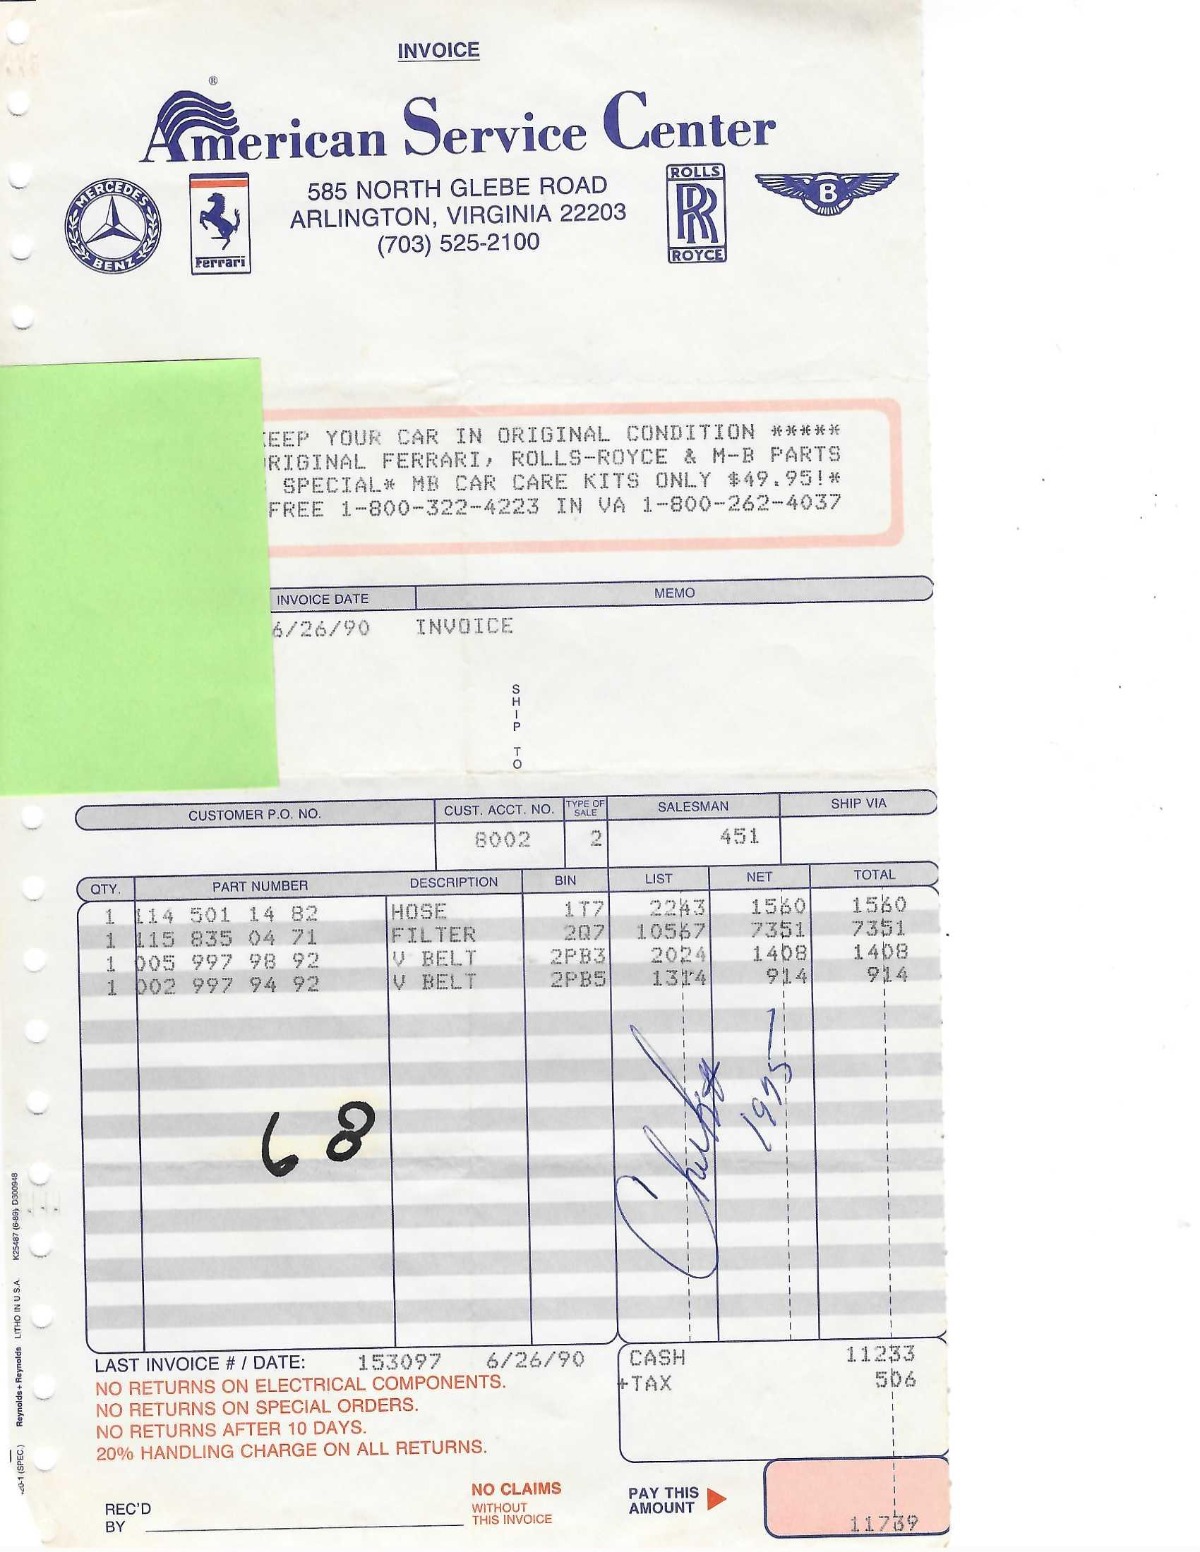 INVOICE
®
American Service Center
MERCEDES BENZ
Ferrari
585 NORTH GLEBE ROAD
ARLINGTON, VIRGINIA 22203
(703) 525-2100
ROLLS
RR
ROYCE
B
EEP YOUR CAR IN ORIGINAL CONDITION *****
RIGINAL FERRARI, ROLLS-ROYCE & M-B PARTS
SPECIAL* MB CAR CARE KITS ONLY $49.95!*
FREE 1-800-322-4223 IN VA 1-800-262-4037
INVOICE DATE MEMO
6/26/90 INVOICE
SHIP TO
CUSTOMER P.O. NO. CUST. ACCT. NO. TYPE OF SALE SALESMAN SHIP VIA
8002 2 451
QTY. PART NUMBER DESCRIPTION BIN LIST NET TOTAL
1 114 501 14 82 HOSE 1T7 2243 1560 1560
1 115 835 04 71 FILTER 2Q7 10567 7351 7351
1 005 997 98 92 V BELT 2PB3 2024 1408 1408
1 002 997 94 92 V BELT 2PB5 1314 914 914
68
LAST INVOICE # / DATE: 153097 6/26/90
CASH 11233
+TAX 506
NO RETURNS ON ELECTRICAL COMPONENTS.
NO RETURNS ON SPECIAL ORDERS.
NO RETURNS AFTER 10 DAYS.
20% HANDLING CHARGE ON ALL RETURNS.
REC'D BY
NO CLAIMS
WITHOUT
THIS INVOICE
PAY THIS
AMOUNT
11739
Reynolds+Reynolds LITHO IN U.S.A. K25487 (6-89) D300948